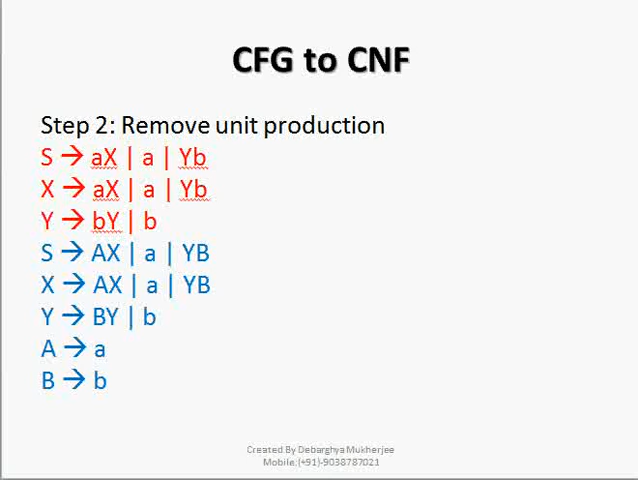 CFG to CNF
Step 2: Remove unit production
S → aX | a | Yb
X → aX | a | Yb
Y → bY | b
S → AX | a | YB
X → AX | a | YB
Y → BY | b
A → a
B → b
Created By Debarghya Mukherjee
Mobile:(+91)-9038787021